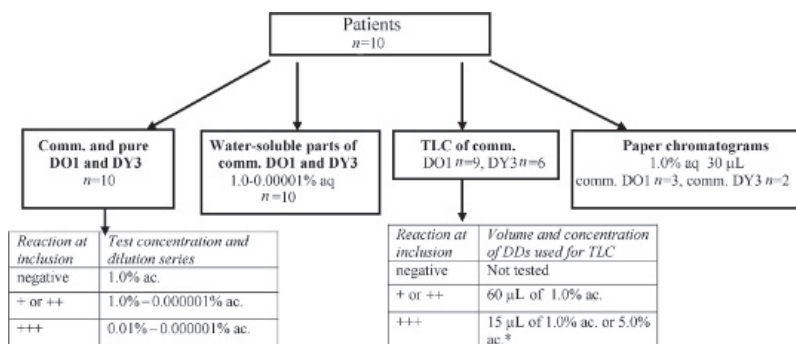 Patients
n=10
Comm. and pure
DO1 and DY3
n=10
Water-soluble parts of
comm. DO1 and DY3
1.0-0.00001% aq
n=10
TLC of comm.
DO1 n=9, DY3 n=6
Paper chromatograms
1.0% aq 30 µL
comm. DO1 n=3, comm. DY3 n=2
Reaction at inclusion Test concentration and dilution series
negative 1.0% ac.
+ or ++ 1.0%–0.000001% ac.
+++ 0.01%–0.000001% ac.
Reaction at inclusion Volume and concentration of DDs used for TLC
negative Not tested
+ or ++ 60 µL of 1.0% ac.
+++ 15 µL of 1.0% ac. or 5.0% ac.*